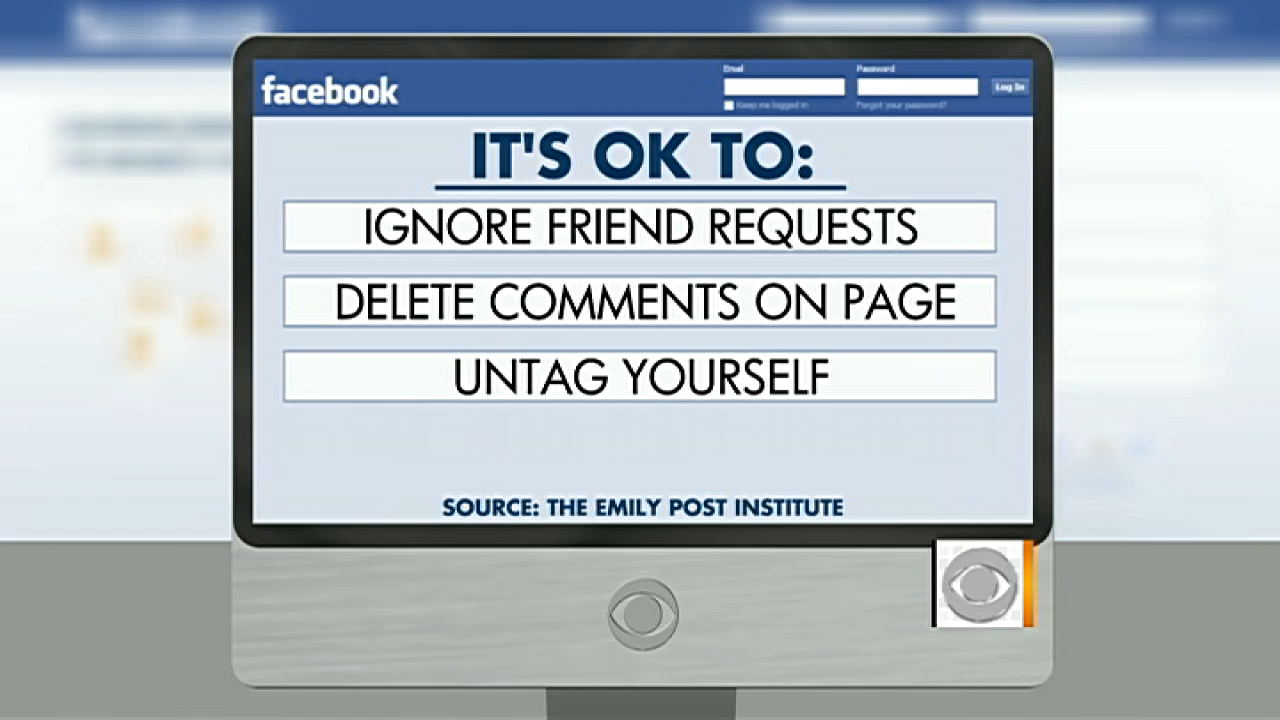 facebook
Email
Password
Log In
Keep me logged in
Forgot your password?
IT'S OK TO:
IGNORE FRIEND REQUESTS
DELETE COMMENTS ON PAGE
UNTAG YOURSELF
SOURCE: THE EMILY POST INSTITUTE